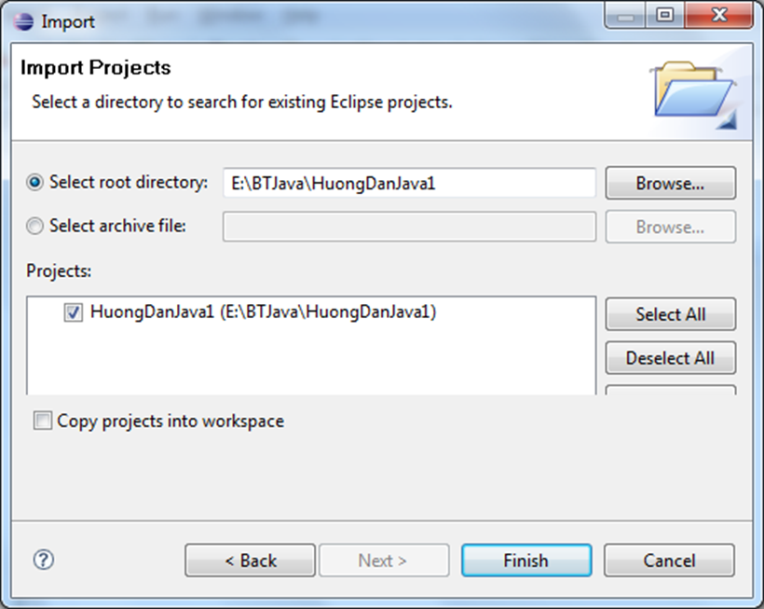 Import
Import Projects
Select a directory to search for existing Eclipse projects.
Select root directory: E:\BTJava\HuongDanJava1 Browse...
Select archive file: Browse...
Projects:
HuongDanJava1 (E:\BTJava\HuongDanJava1) Select All
Deselect All
Copy projects into workspace
< Back Next > Finish Cancel